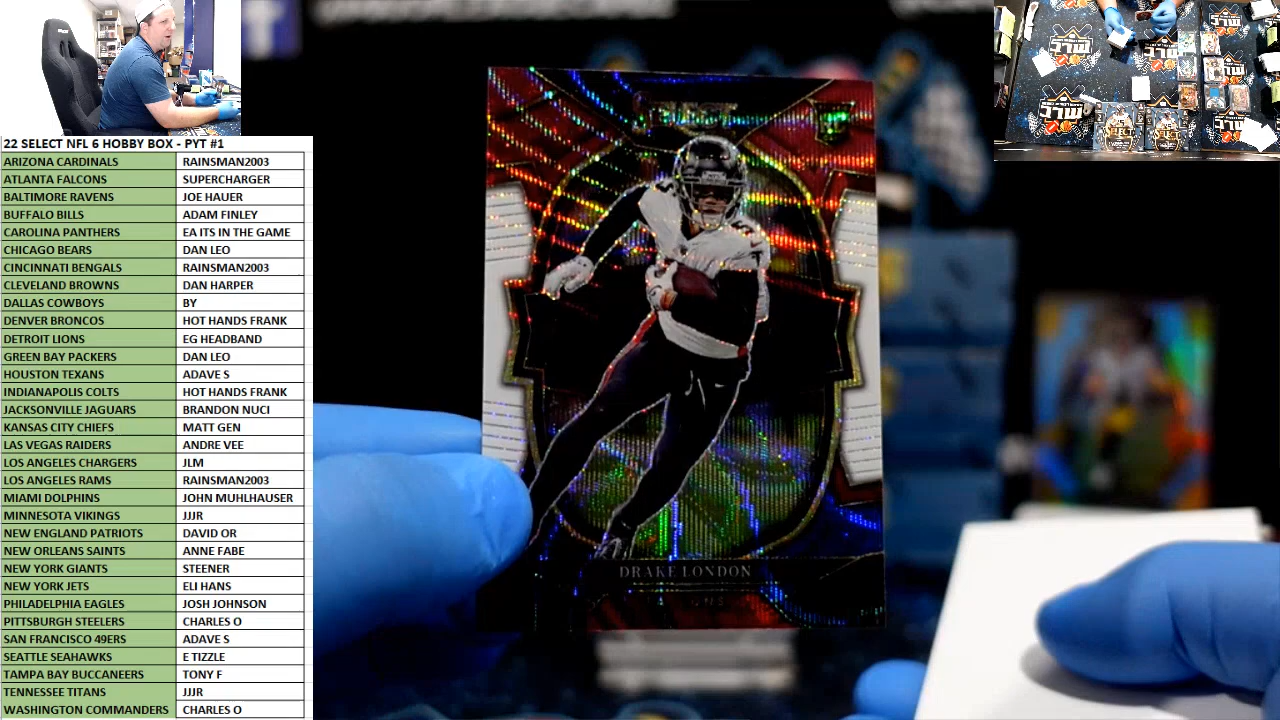 22 SELECT NFL 6 HOBBY BOX - PYT #1
ARIZONA CARDINALS RAINSMAN2003
ATLANTA FALCONS SUPERCHARGER
BALTIMORE RAVENS JOE HAUER
BUFFALO BILLS ADAM FINLEY
CAROLINA PANTHERS EA ITS IN THE GAME
CHICAGO BEARS DAN LEO
CINCINNATI BENGALS RAINSMAN2003
CLEVELAND BROWNS DAN HARPER
DALLAS COWBOYS BY
DENVER BRONCOS HOT HANDS FRANK
DETROIT LIONS EG HEADBAND
GREEN BAY PACKERS DAN LEO
HOUSTON TEXANS ADAVE S
INDIANAPOLIS COLTS HOT HANDS FRANK
JACKSONVILLE JAGUARS BRANDON NUCI
KANSAS CITY CHIEFS MATT GEN
LAS VEGAS RAIDERS ANDRE VEE
LOS ANGELES CHARGERS JLM
LOS ANGELES RAMS RAINSMAN2003
MIAMI DOLPHINS JOHN MUHLHAUSER
MINNESOTA VIKINGS JJJR
NEW ENGLAND PATRIOTS DAVID OR
NEW ORLEANS SAINTS ANNE FABE
NEW YORK GIANTS STEENER
NEW YORK JETS ELI HANS
PHILADELPHIA EAGLES JOSH JOHNSON
PITTSBURGH STEELERS CHARLES O
SAN FRANCISCO 49ERS ADAVE S
SEATTLE SEAHAWKS E TIZZLE
TAMPA BAY BUCCANEERS TONY F
TENNESSEE TITANS JJJR
WASHINGTON COMMANDERS CHARLES O
SELECT
DRAKE LONDON